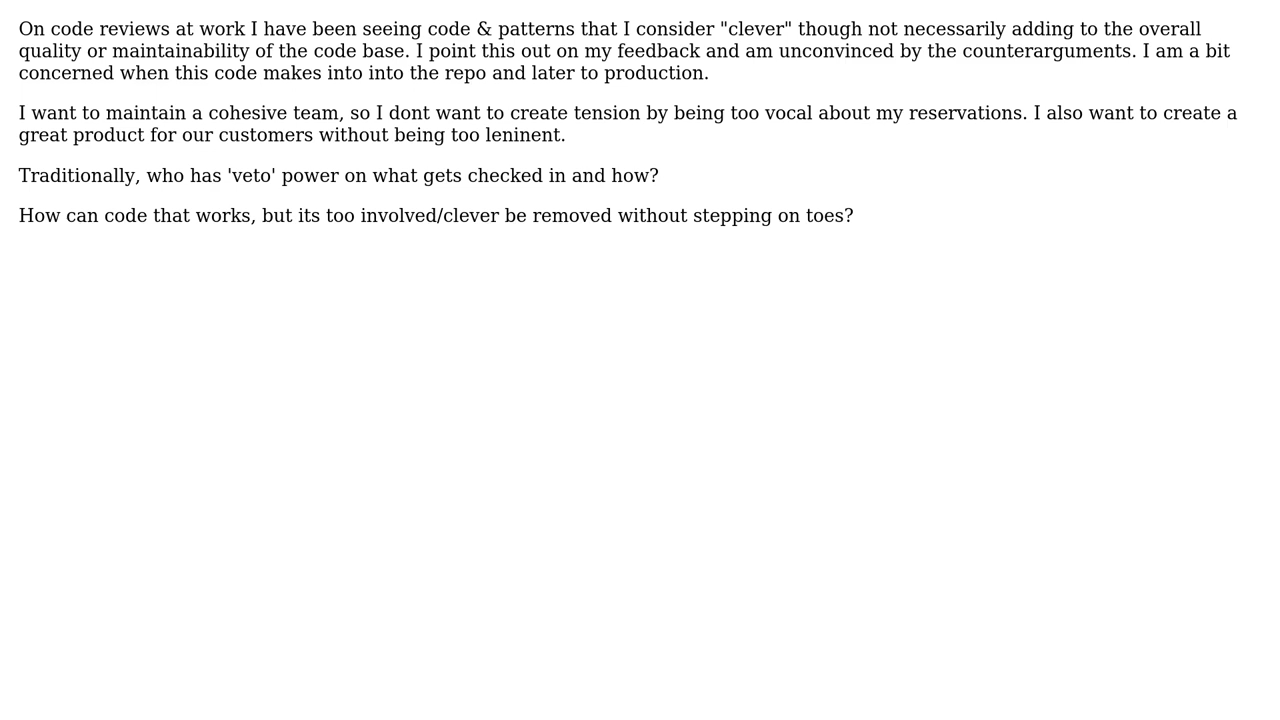 On code reviews at work I have been seeing code & patterns that I consider "clever" though not necessarily adding to the overall
quality or maintainability of the code base. I point this out on my feedback and am unconvinced by the counterarguments. I am a bit
concerned when this code makes into into the repo and later to production.
I want to maintain a cohesive team, so I dont want to create tension by being too vocal about my reservations. I also want to create a
great product for our customers without being too leninent.
Traditionally, who has 'veto' power on what gets checked in and how?
How can code that works, but its too involved/clever be removed without stepping on toes?